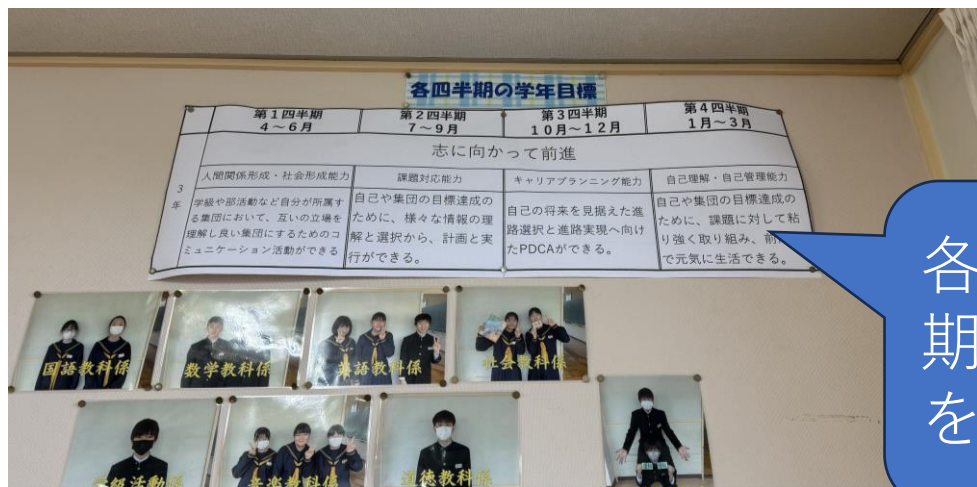 各四半期の学年目標
第1四半期
4～6月
第2四半期
7～9月
第3四半期
10月～12月
第4四半期
1月～3月
3年
志に向かって前進
人間関係形成・社会形成能力
学級や部活動など自分が所属す
る集団において、互いの立場を
理解し良い集団にするためのコ
ミュニケーション活動ができる
課題対応能力
自己や集団の目標達成の
ために、様々な情報の理
解と選択から、計画と実
行ができる。
キャリアプランニング能力
自己の将来を見据えた進
路選択と進路実現へ向け
たPDCAができる。
自己理解・自己管理能力
自己や集団の目標達成の
ために、課題に対して粘
り強く取り組み、前
で元気に生活できる。
各
期
を
国語教科係
数学教科係
英語教科係
社会教科係
学級活動係
音楽教科係
道徳教科係